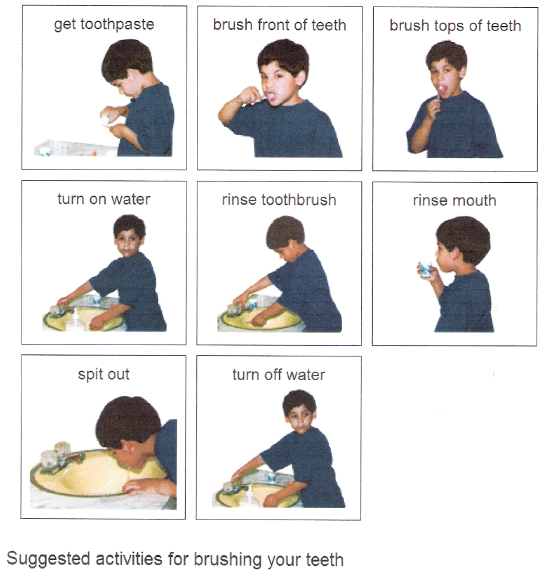 get toothpaste
brush front of teeth
brush tops of teeth
turn on water
rinse toothbrush
rinse mouth
spit out
turn off water
Suggested activities for brushing your teeth